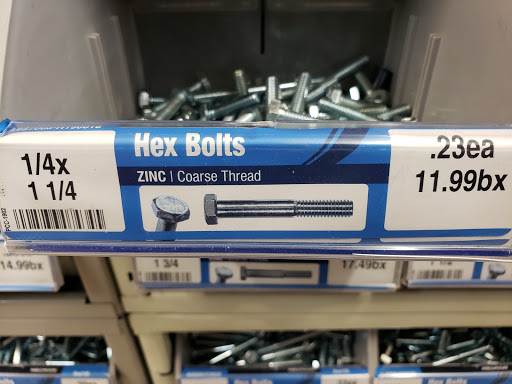 Hex Bolts
ZINC | Coarse Thread
1/4x
1 1/4
.23ea
11.99bx
14.99bx
1 3/4
17.49bx